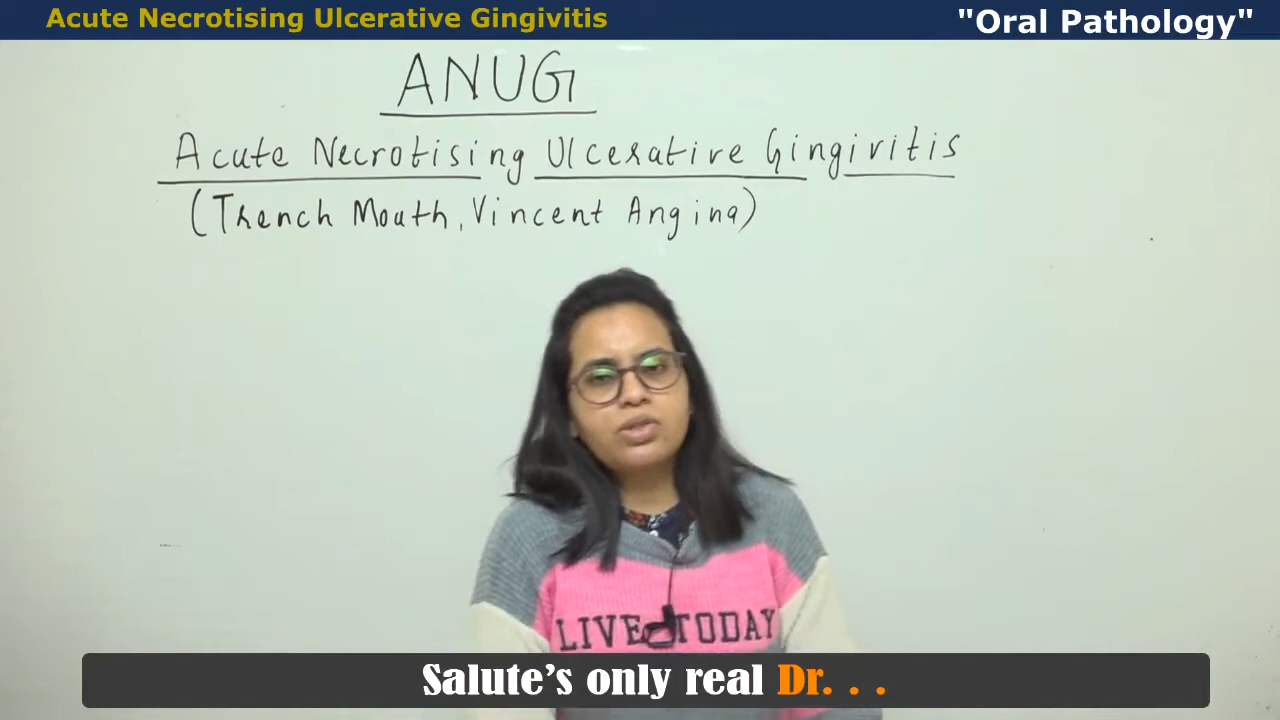 Acute Necrotising Ulcerative Gingivitis
"Oral Pathology"
ANUG
Acute Necrotising Ulcerative Gingivitis
(Trench Mouth, Vincent Angina)
LIVE TODAY
Salute's only real Dr. . .